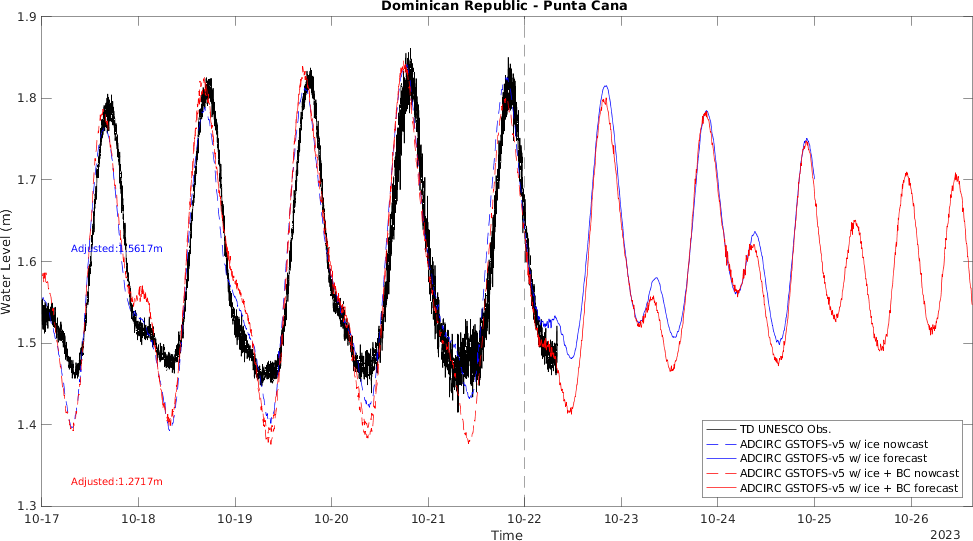 Dominican Republic - Punta Cana
1.9
1.8
1.7
1.6
1.5
1.4
1.3
Water Level (m)
Adjusted:1.5617m
Adjusted:1.2717m
TD UNESCO Obs.
ADCIRC GSTOFS-v5 w/ ice nowcast
ADCIRC GSTOFS-v5 w/ ice forecast
ADCIRC GSTOFS-v5 w/ ice + BC nowcast
ADCIRC GSTOFS-v5 w/ ice + BC forecast
10-17 10-18 10-19 10-20 10-21 10-22 10-23 10-24 10-25 10-26
Time
2023